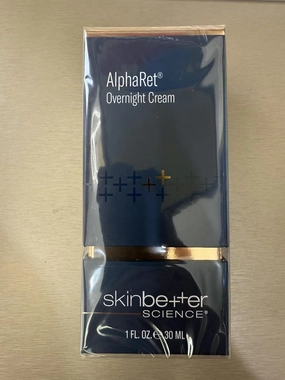 AlphaRet®
Overnight Cream
skinbetter
SCIENCE®
1 FL. OZ. ℮ 30 ML